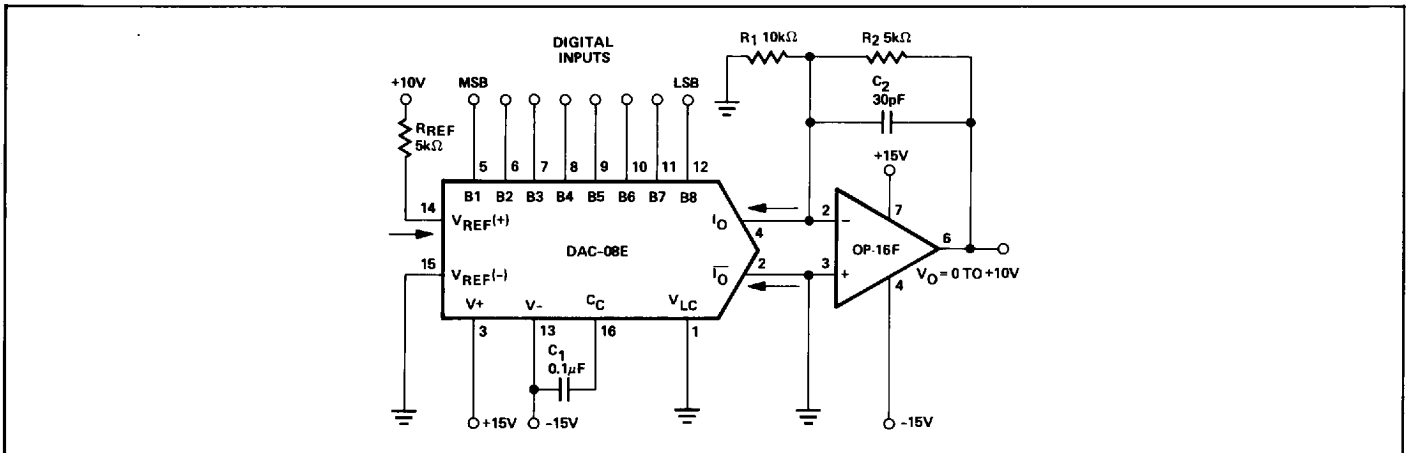 DIGITAL
INPUTS
R1 10kΩ
R2 5kΩ
+10V
MSB
LSB
C2
30pF
RREF
5kΩ
+15V
5 6 7 8 9 10 11 12
B1 B2 B3 B4 B5 B6 B7 B8
14
VREF(+)
IO
4
2
−
7
DAC-08E
OP-16F
6
15
VREF(−)
IO
2
3
+
4
VO = 0 TO +10V
V+
V−
CC
VLC
3
13
16
1
C1
0.1μF
+15V
-15V
-15V